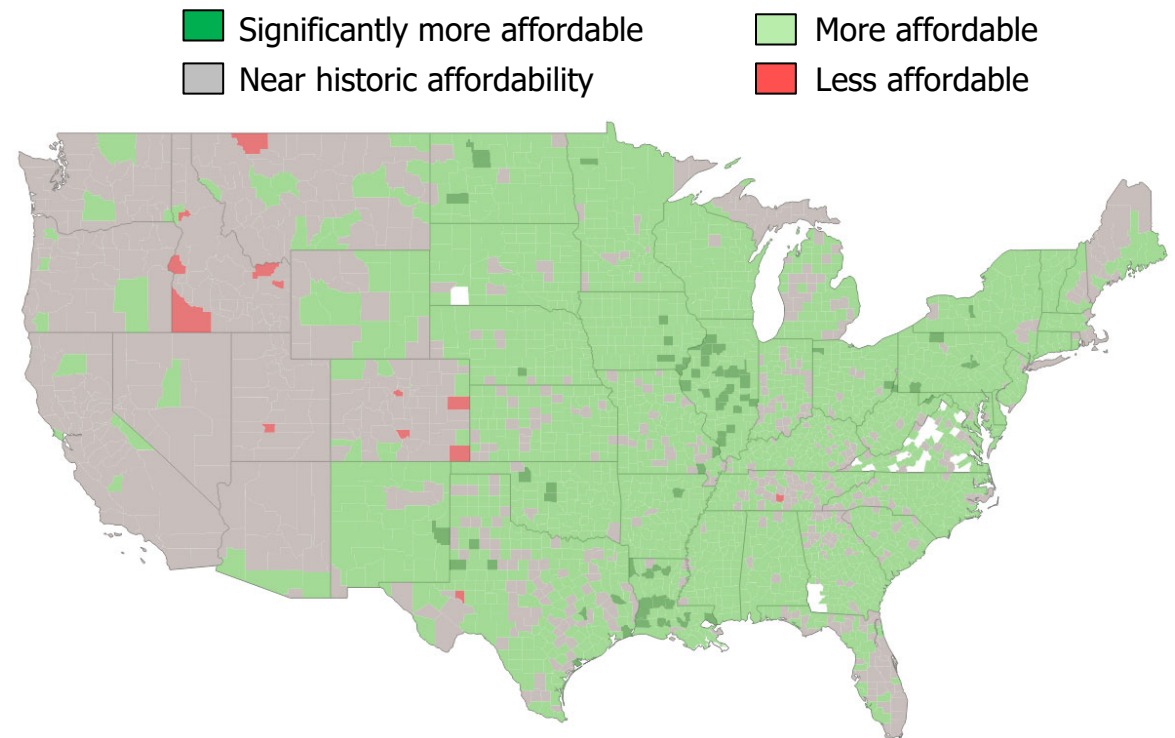 Significantly more affordable
More affordable
Near historic affordability
Less affordable